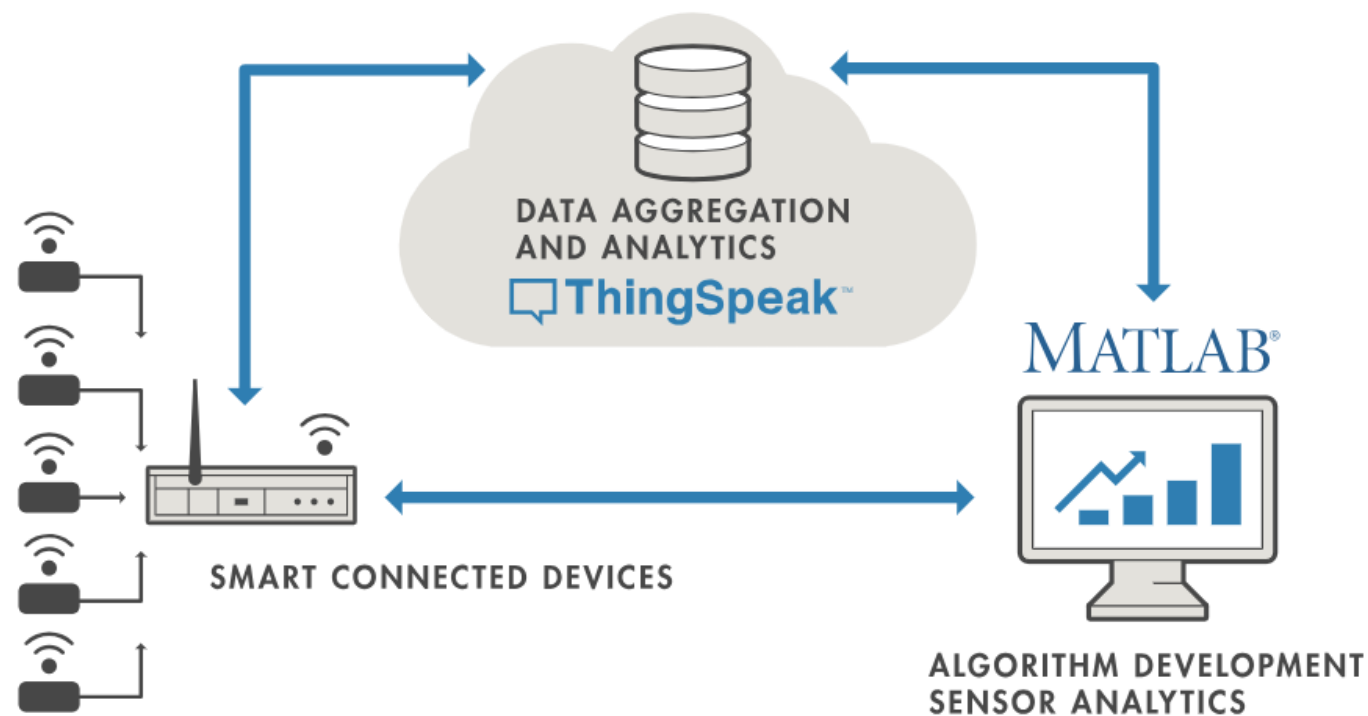 DATA AGGREGATION
AND ANALYTICS
ThingSpeak™
MATLAB®
SMART CONNECTED DEVICES
ALGORITHM DEVELOPMENT
SENSOR ANALYTICS